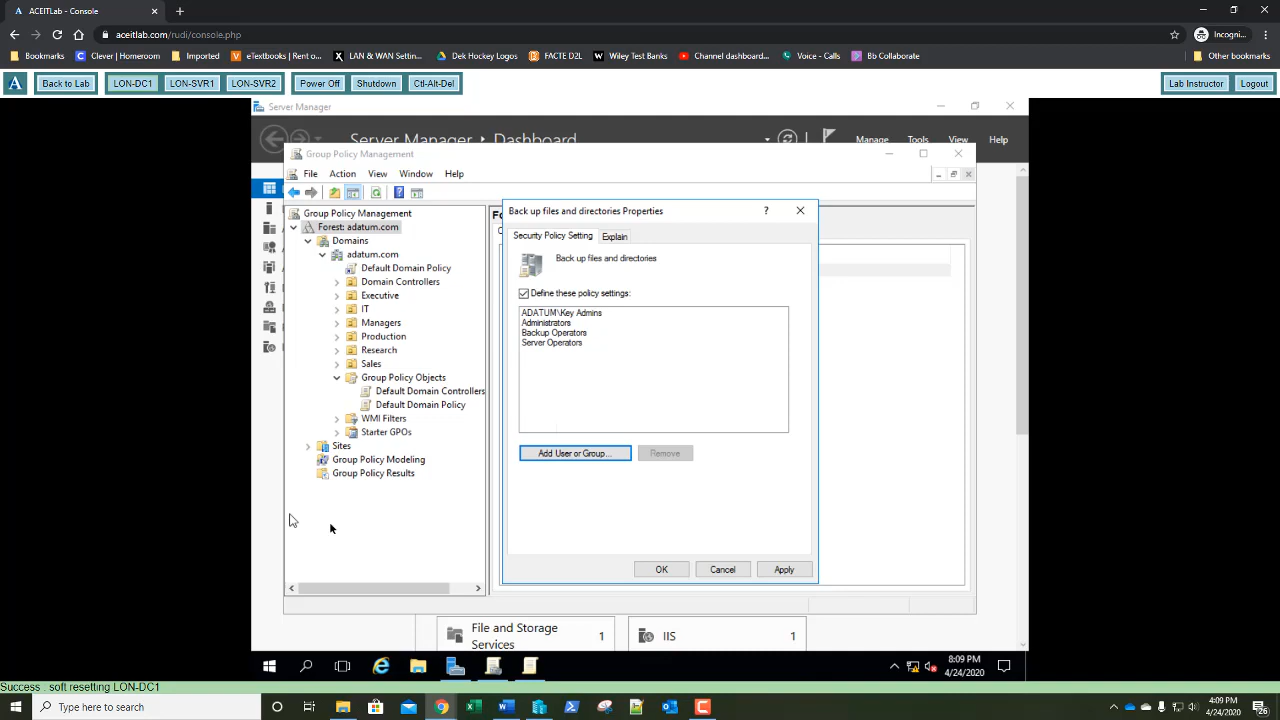 ACEITLab - Console
aceitlab.com/rudi/console.php
Incogni...
Bookmarks
Clever | Homeroom
Imported
eTextbooks | Rent o...
LAN & WAN Settin...
Dek Hockey Logos
FACTE D2L
Wiley Test Banks
Channel dashboard...
Voice - Calls
Bb Collaborate
Other bookmarks
Back to Lab
LON-DC1
LON-SVR1
LON-SVR2
Power Off
Shutdown
Ctl-Alt-Del
Lab Instructor
Logout
Server Manager
Server Manager • Dashboard
Manage
Tools
View
Help
Group Policy Management
File
Action
View
Window
Help
Group Policy Management
Forest: adatum.com
Domains
adatum.com
Default Domain Policy
Domain Controllers
Executive
IT
Managers
Production
Research
Sales
Group Policy Objects
Default Domain Controllers
Default Domain Policy
WMI Filters
Starter GPOs
Sites
Group Policy Modeling
Group Policy Results
Back up files and directories Properties
Security Policy Setting
Explain
Back up files and directories
Define these policy settings:
ADATUM\Key Admins
Administrators
Backup Operators
Server Operators
Add User or Group...
Remove
OK
Cancel
Apply
File and Storage
Services
1
IIS
1
8:09 PM
4/24/2020
Success : soft resetting LON-DC1
Type here to search
4:09 PM
4/24/2020
26